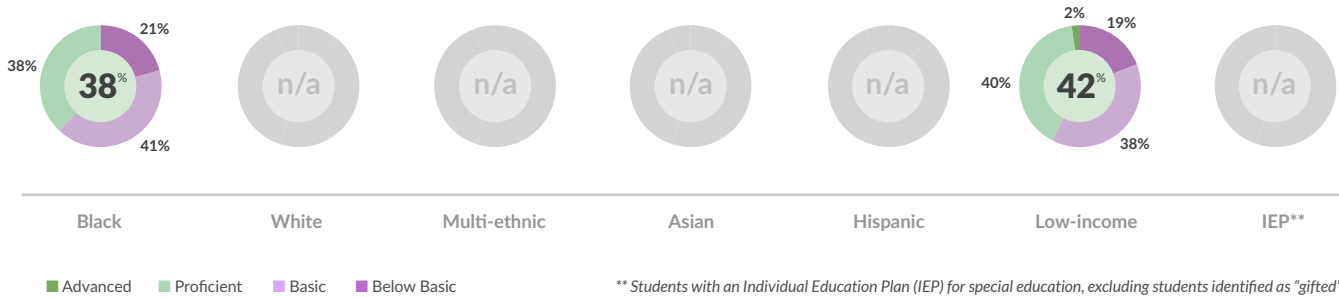 2%
21%
19%
38%
38%
n/a
n/a
n/a
n/a
40%
42%
n/a
41%
38%
Black
White
Multi-ethnic
Asian
Hispanic
Low-income
IEP**
Advanced
Proficient
Basic
Below Basic
** Students with an Individual Education Plan (IEP) for special education, excluding students identified as "gifted